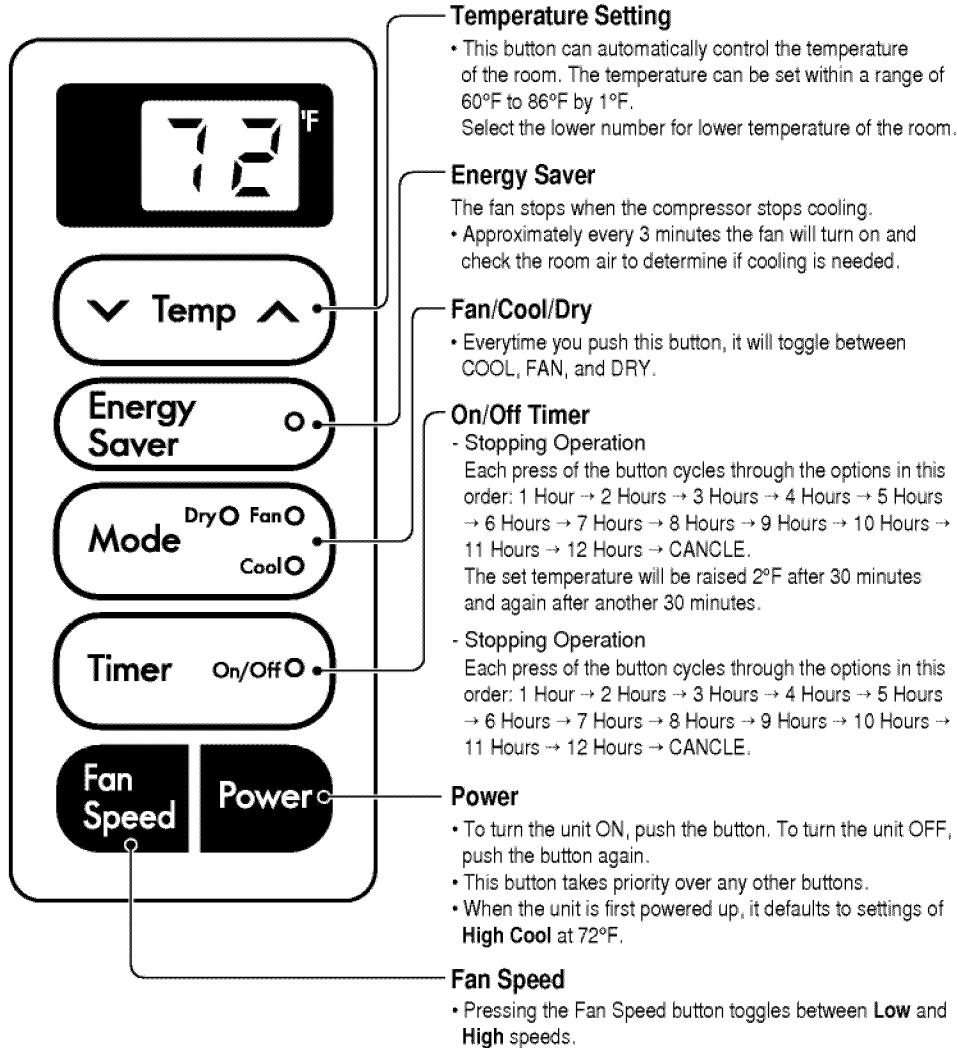 Temperature Setting
• This button can automatically control the temperature
of the room. The temperature can be set within a range of
60°F to 86°F by 1°F.
Select the lower number for lower temperature of the room.
72 °F
Energy Saver
The fan stops when the compressor stops cooling.
• Approximately every 3 minutes the fan will turn on and
check the room air to determine if cooling is needed.
Temp
Fan/Cool/Dry
• Everytime you push this button, it will toggle between
COOL, FAN, and DRY.
Energy
Saver
On/Off Timer
- Stopping Operation
Each press of the button cycles through the options in this
order: 1 Hour → 2 Hours → 3 Hours → 4 Hours → 5 Hours
→ 6 Hours → 7 Hours → 8 Hours → 9 Hours → 10 Hours →
11 Hours → 12 Hours → CANCLE.
The set temperature will be raised 2°F after 30 minutes
and again after another 30 minutes.
Mode
Dry Fan
Cool
- Stopping Operation
Each press of the button cycles through the options in this
order: 1 Hour → 2 Hours → 3 Hours → 4 Hours → 5 Hours
→ 6 Hours → 7 Hours → 8 Hours → 9 Hours → 10 Hours →
11 Hours → 12 Hours → CANCLE.
Timer On/Off
Fan
Speed
Power
Power
• To turn the unit ON, push the button. To turn the unit OFF,
push the button again.
• This button takes priority over any other buttons.
• When the unit is first powered up, it defaults to settings of
High Cool at 72°F.
Fan Speed
• Pressing the Fan Speed button toggles between Low and
High speeds.